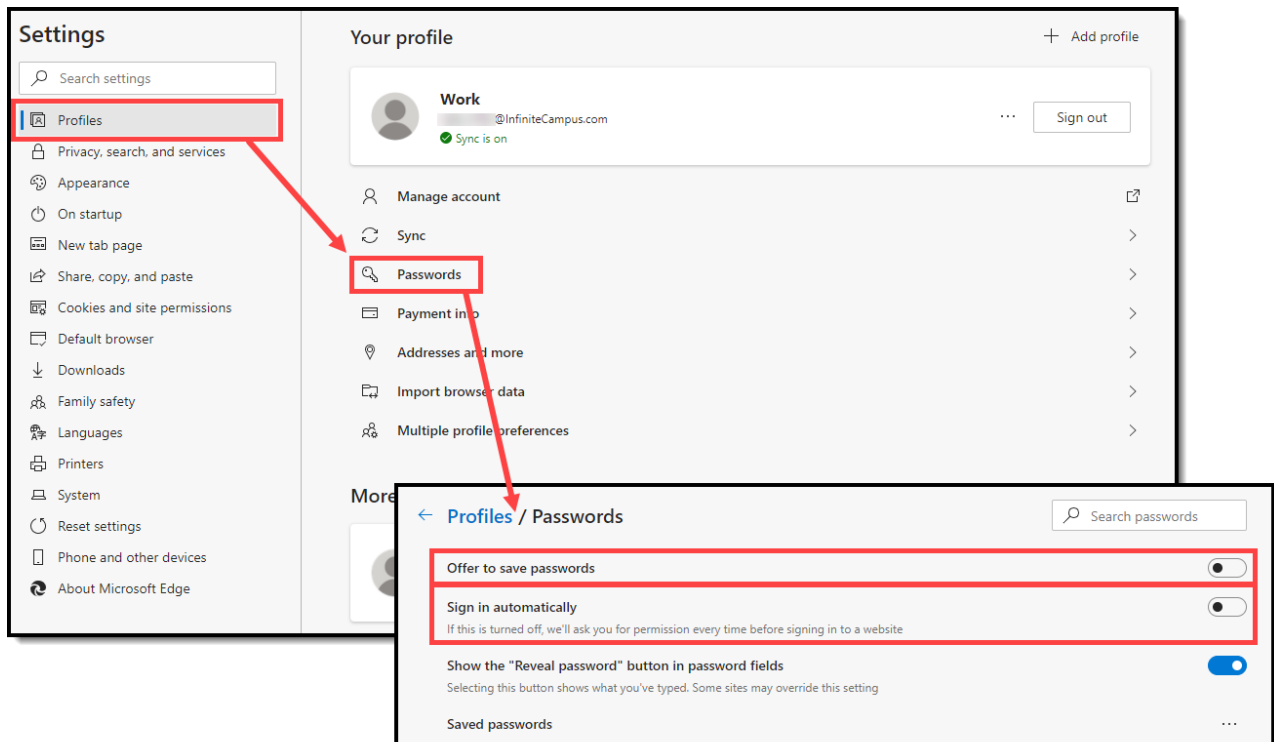 Settings
Search settings
Profiles
Privacy, search, and services
Appearance
On startup
New tab page
Share, copy, and paste
Cookies and site permissions
Default browser
Downloads
Family safety
Languages
Printers
System
Reset settings
Phone and other devices
About Microsoft Edge
Your profile
Add profile
Work
@InfiniteCampus.com
Sync is on
Sign out
Manage account
Sync
Passwords
Payment info
Addresses and more
Import browser data
Multiple profile preferences
More
Profiles / Passwords
Search passwords
Offer to save passwords
Sign in automatically
If this is turned off, we'll ask you for permission every time before signing in to a website
Show the "Reveal password" button in password fields
Selecting this button shows what you've typed. Some sites may override this setting
Saved passwords